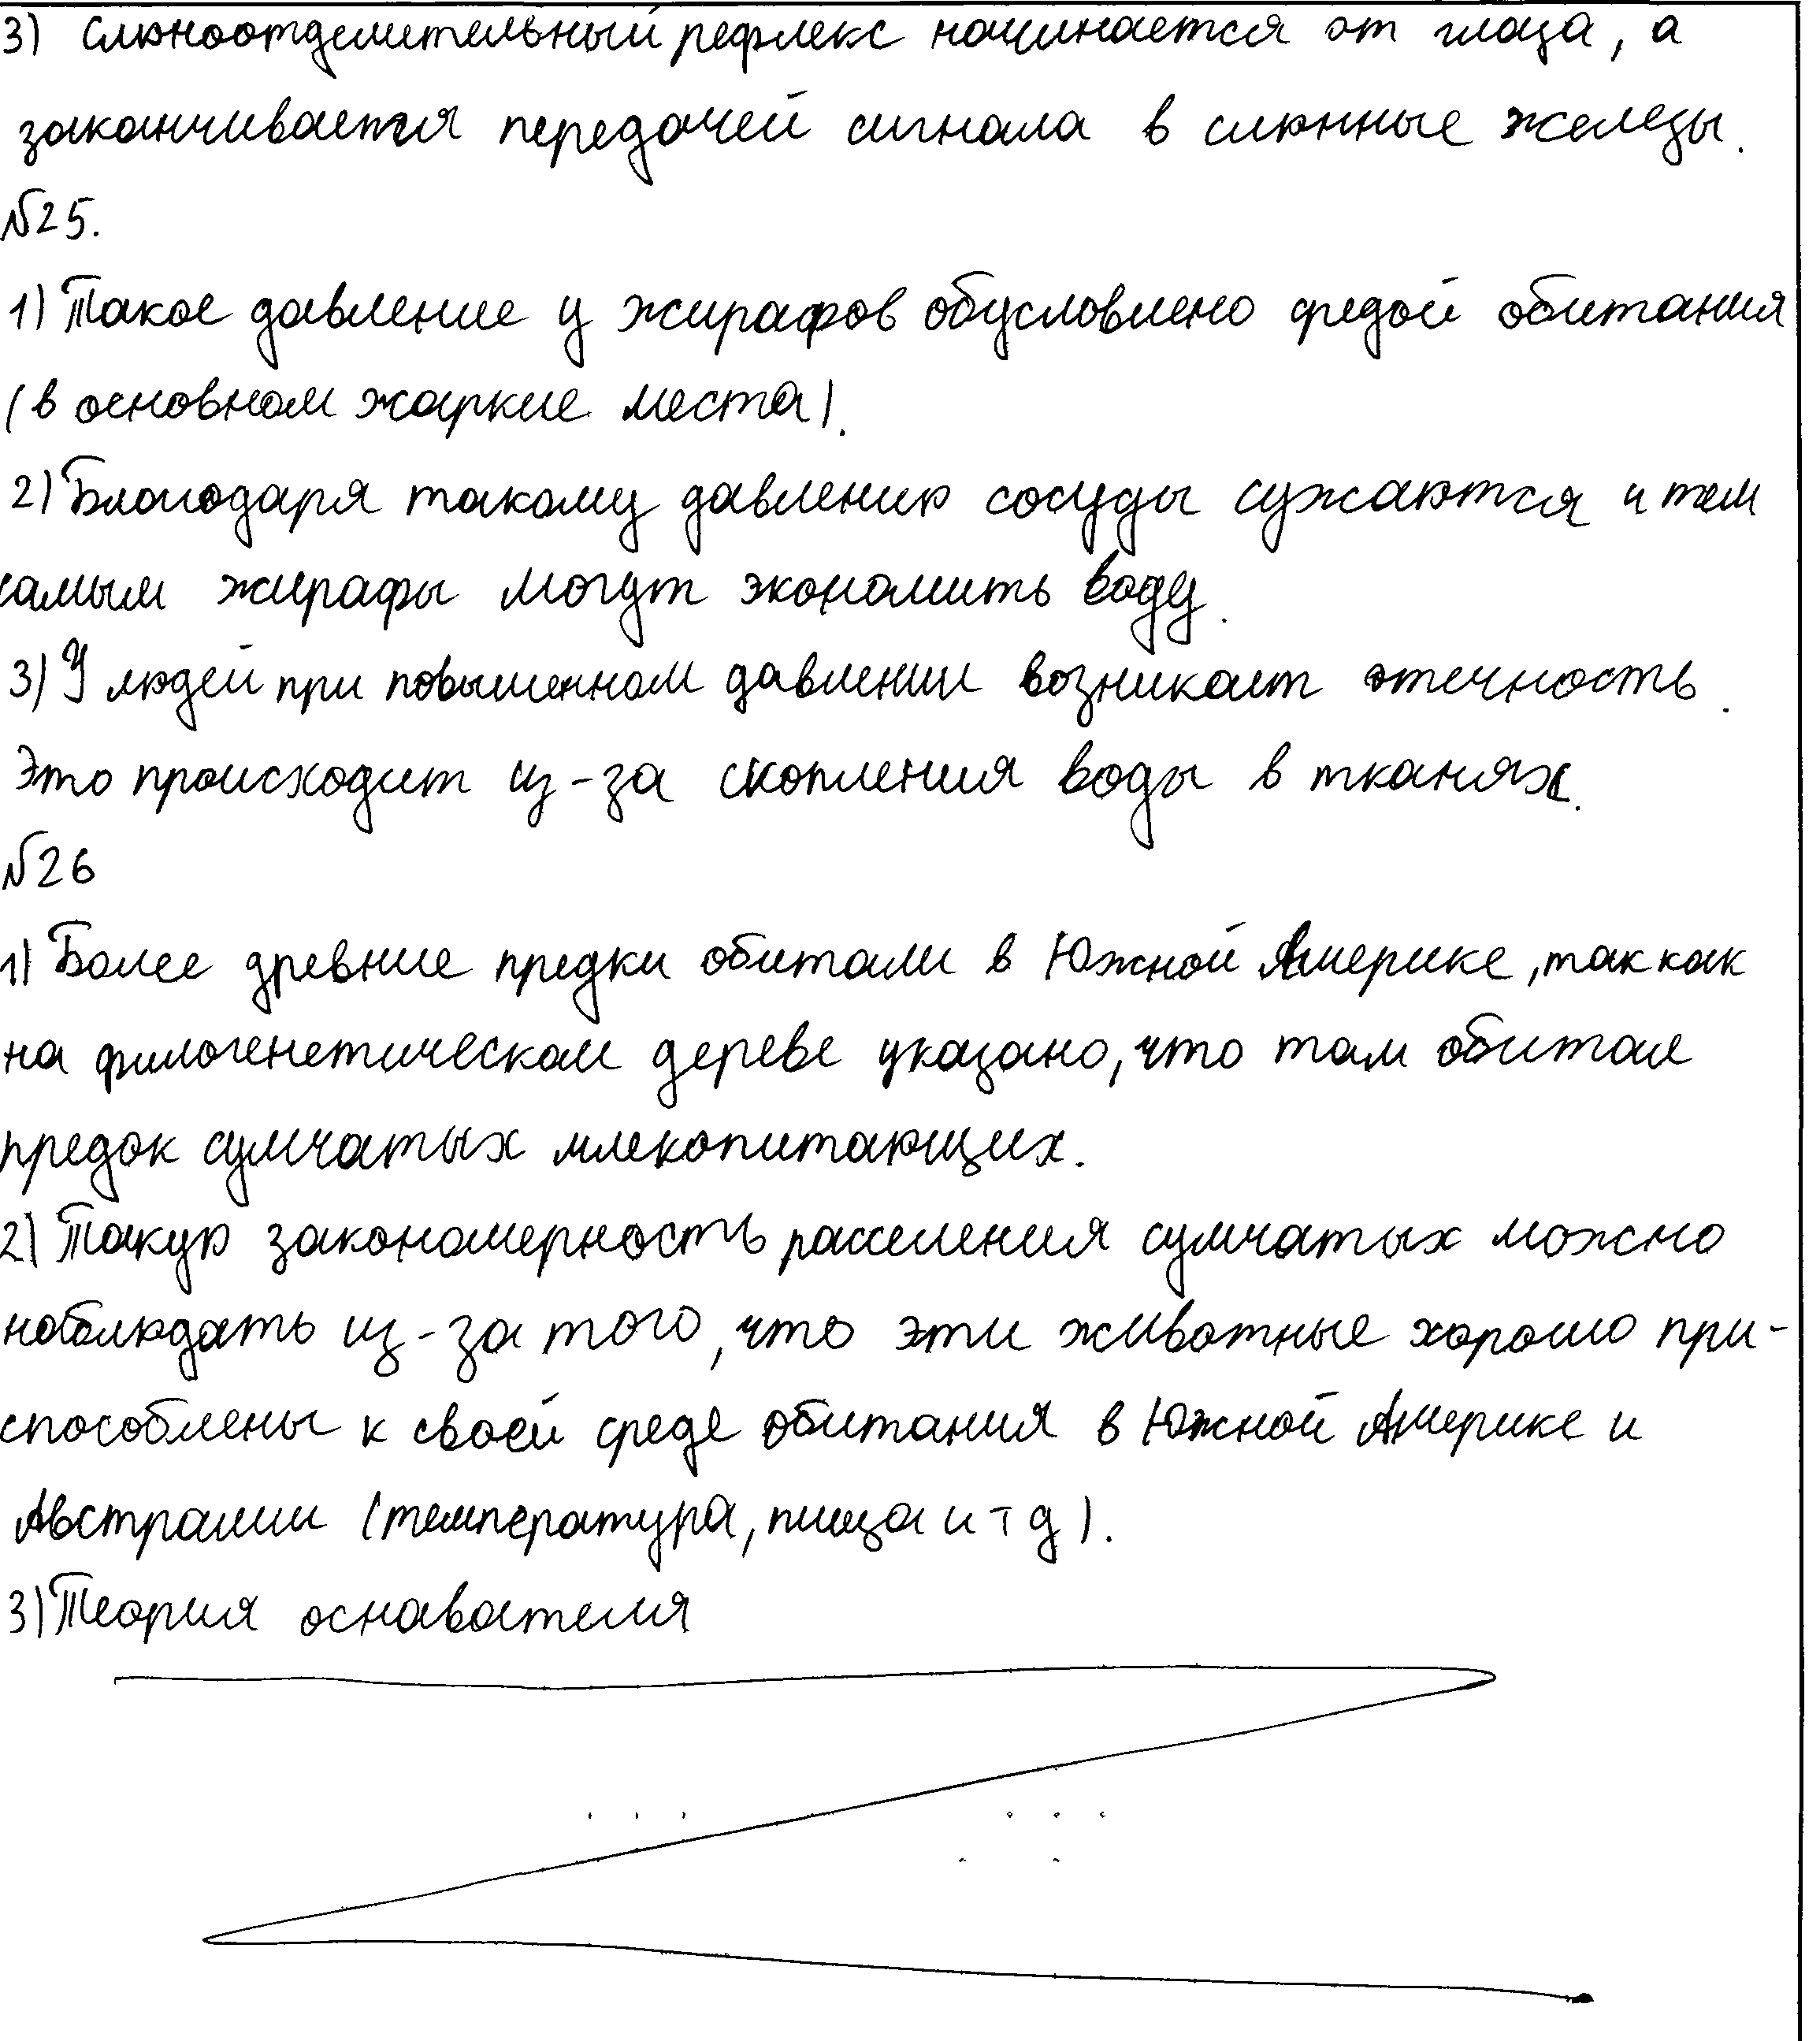 3) Слюноотделительный рефлекс начинается от глаза, а
заканчивается передачей сигнала в слюнные железы.
№25.
1) Такое давление у жирафов обусловлено средой обитания
(в основном жаркие места).
2) Благодаря такому давлению сосуды сужаются и тем
самым жирафы могут экономить воду.
3) У людей при повышенном давлении возникает отечность.
Это происходит из-за скопления воды в тканях.
№26
1) Более древние предки обитали в Южной Америке, так как
на филогенетическом дереве указано, что там обитал
предок сумчатых млекопитающих.
2) Такую закономерность расселения сумчатых можно
наблюдать из-за того, что эти животные хорошо при-
способлены к своей среде обитания в Южной Америке и
Австралии (температура, пища и т д).
3) Теория оснавателя